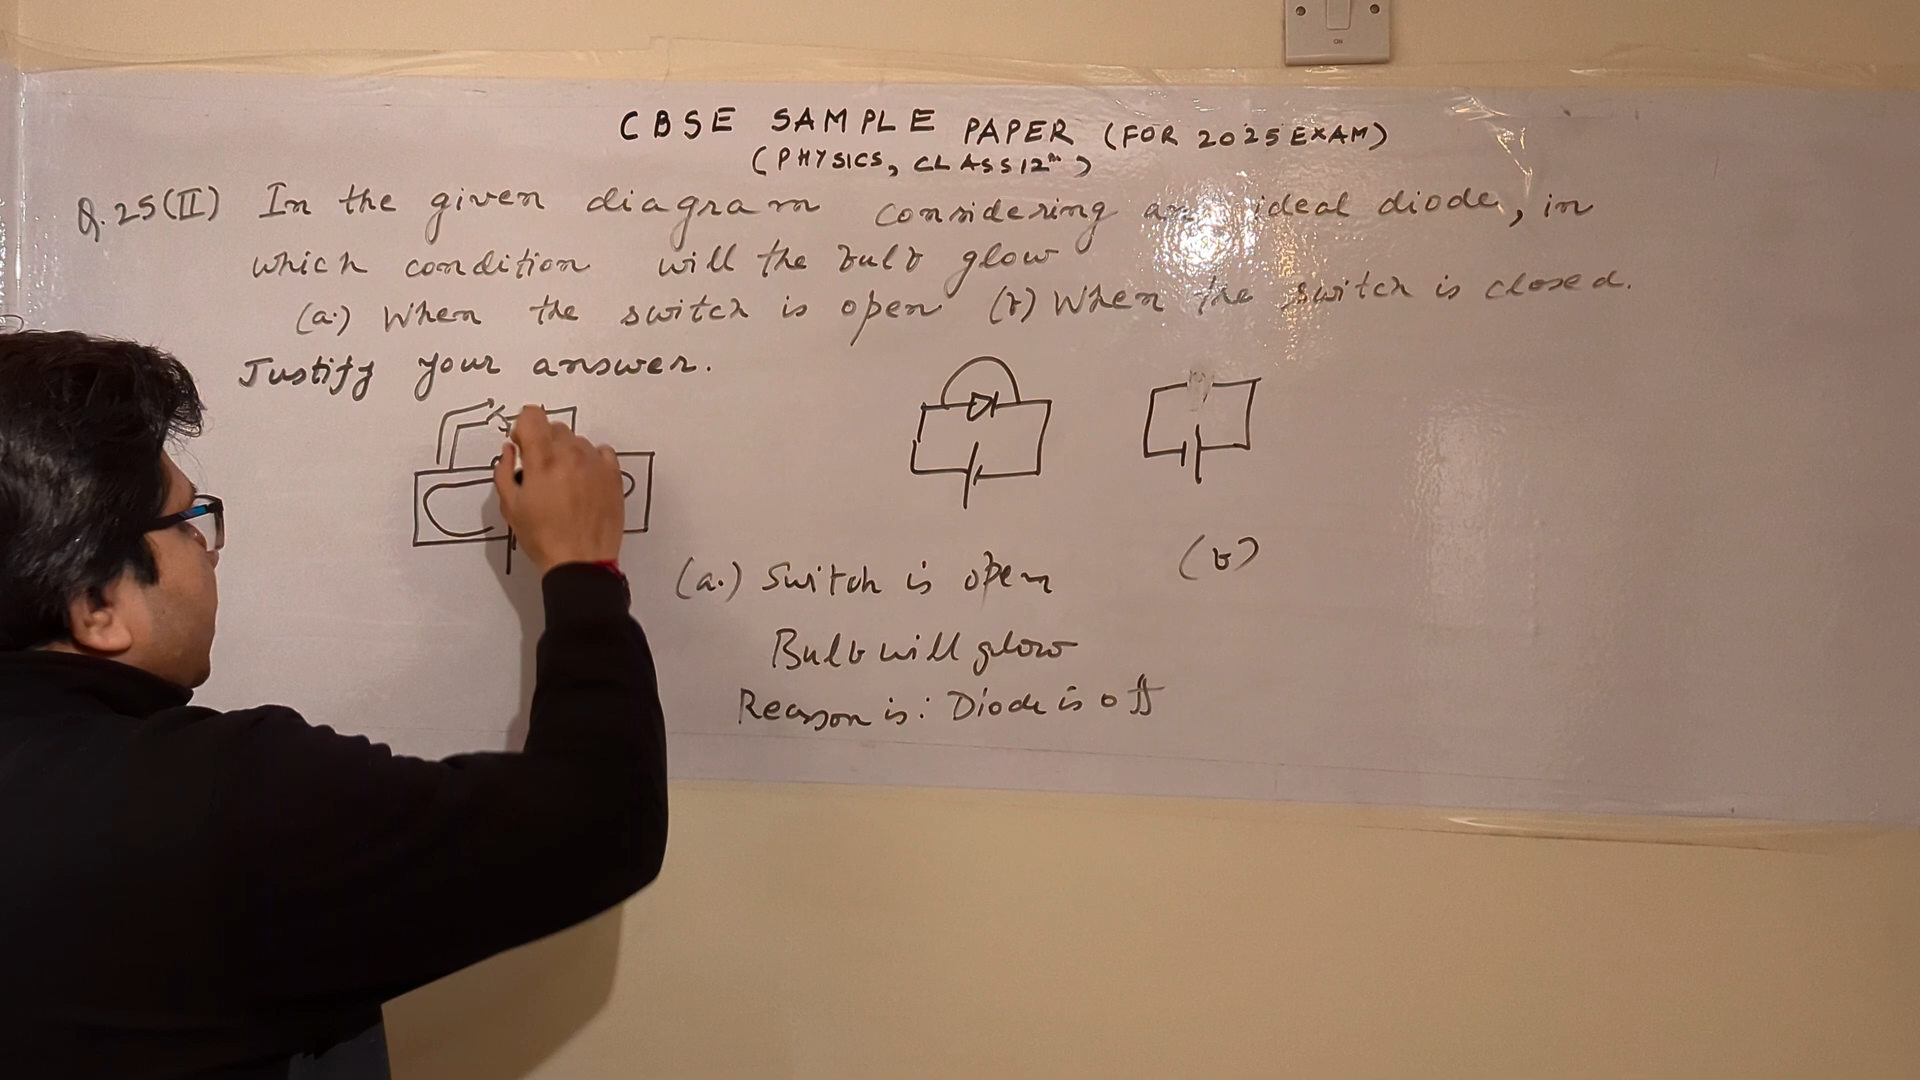 ON
CBSE SAMPLE PAPER (FOR 2025 EXAM)
(PHYSICS, CLASS 12th)
Q.25(II) In the given diagram considering an ideal diode, in
which condition will the bulb glow
(a.) When the switch is open (b) When the switch is closed.
Justify your answer.
(a.) Switch is open
(b)
Bulb will glow
Reason is: Diode is off